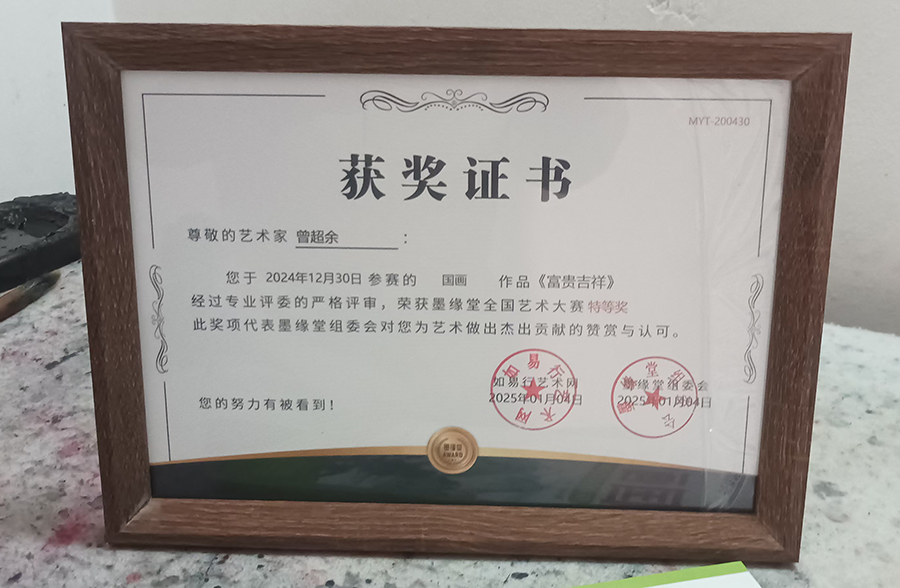 MYT-200430
获奖证书
尊敬的艺术家 曾超余 :
您于 2024年12月30日 参赛的 国画 作品《富贵吉祥》
经过专业评委的严格评审，荣获墨缘堂全国艺术大赛 特等奖
此奖项代表墨缘堂组委会对您为艺术做出杰出贡献的赞赏与认可。
如易行艺术网
2025年01月04日
墨缘堂组委会
2025年01月04日
您的努力有被看到！
墨缘堂
AWARD